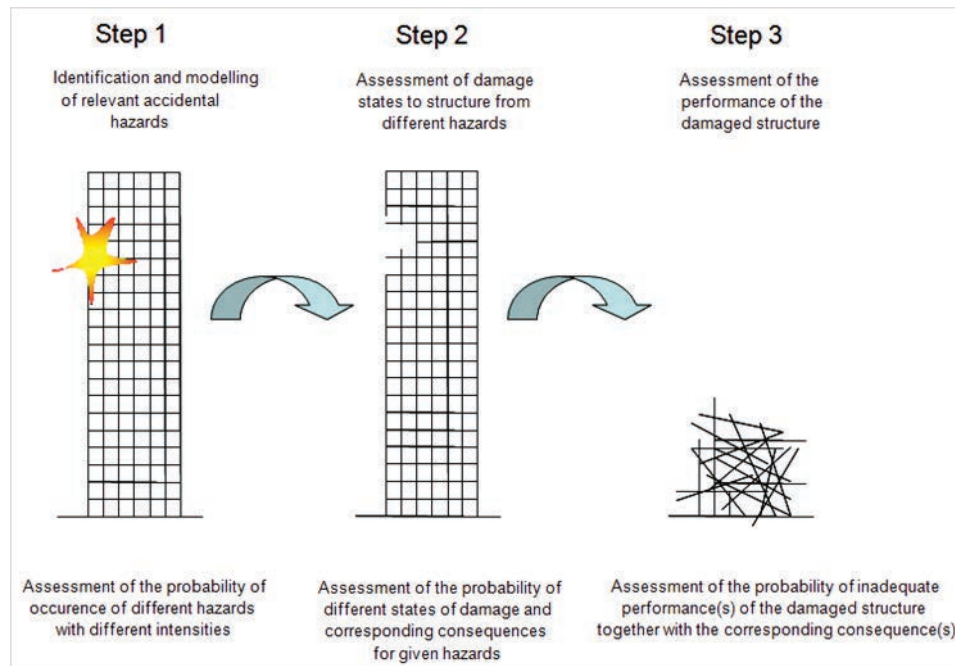 Step 1
Identification and modelling
of relevant accidental
hazards
Step 2
Assessment of damage
states to structure from
different hazards
Step 3
Assessment of the
performance of the
damaged structure
Assessment of the probability of
occurence of different hazards
with different intensities
Assessment of the probability of
different states of damage and
corresponding consequences
for given hazards
Assessment of the probability of inadequate
performance(s) of the damaged structure
together with the corresponding consequence(s)